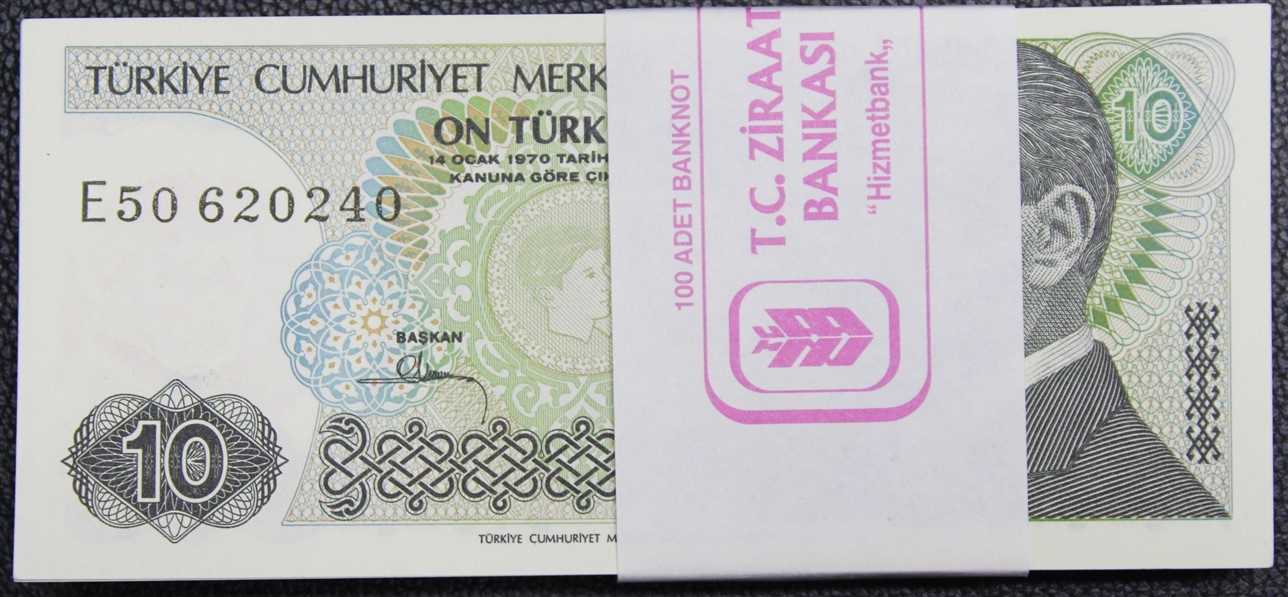 TÜRKİYE CUMHURİYET MERK
ON TÜRK
14 OCAK 1970 TARİH
KANUNA GÖRE ÇI
E50 620240
BAŞKAN
10
TÜRKİYE CUMHURİYET M
100 ADET BANKNOT
T.C. ZİRAAT
BANKASI
“Hizmetbank„
10